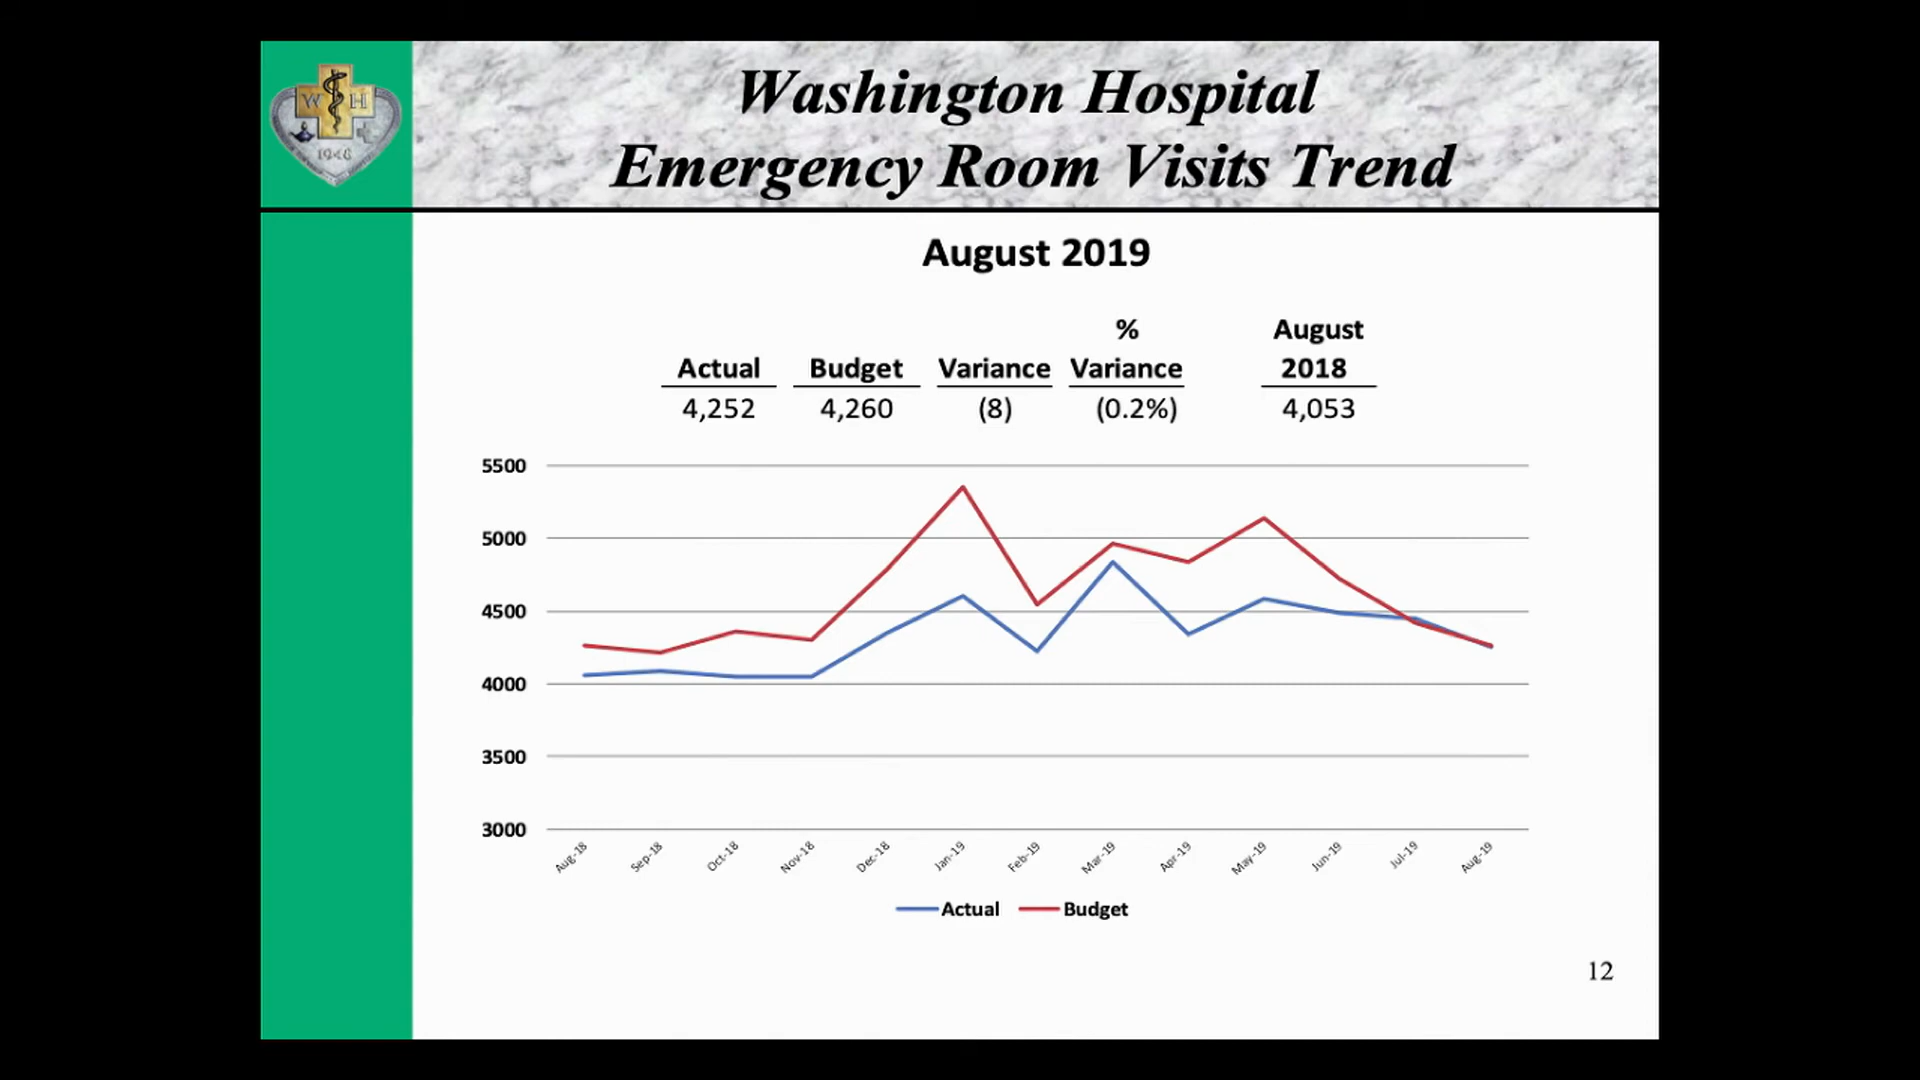 Washington Hospital
Emergency Room Visits Trend
W H
1948
August 2019
Actual Budget Variance % Variance August 2018
4,252 4,260 (8) (0.2%) 4,053
5500
5000
4500
4000
3500
3000
Aug-18 Sep-18 Oct-18 Nov-18 Dec-18 Jan-19 Feb-19 Mar-19 Apr-19 May-19 Jun-19 Jul-19 Aug-19
Actual Budget
12